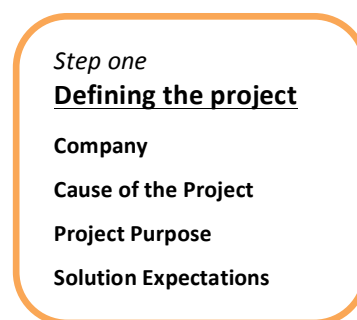 Step one
Defining the project
Company
Cause of the Project
Project Purpose
Solution Expectations